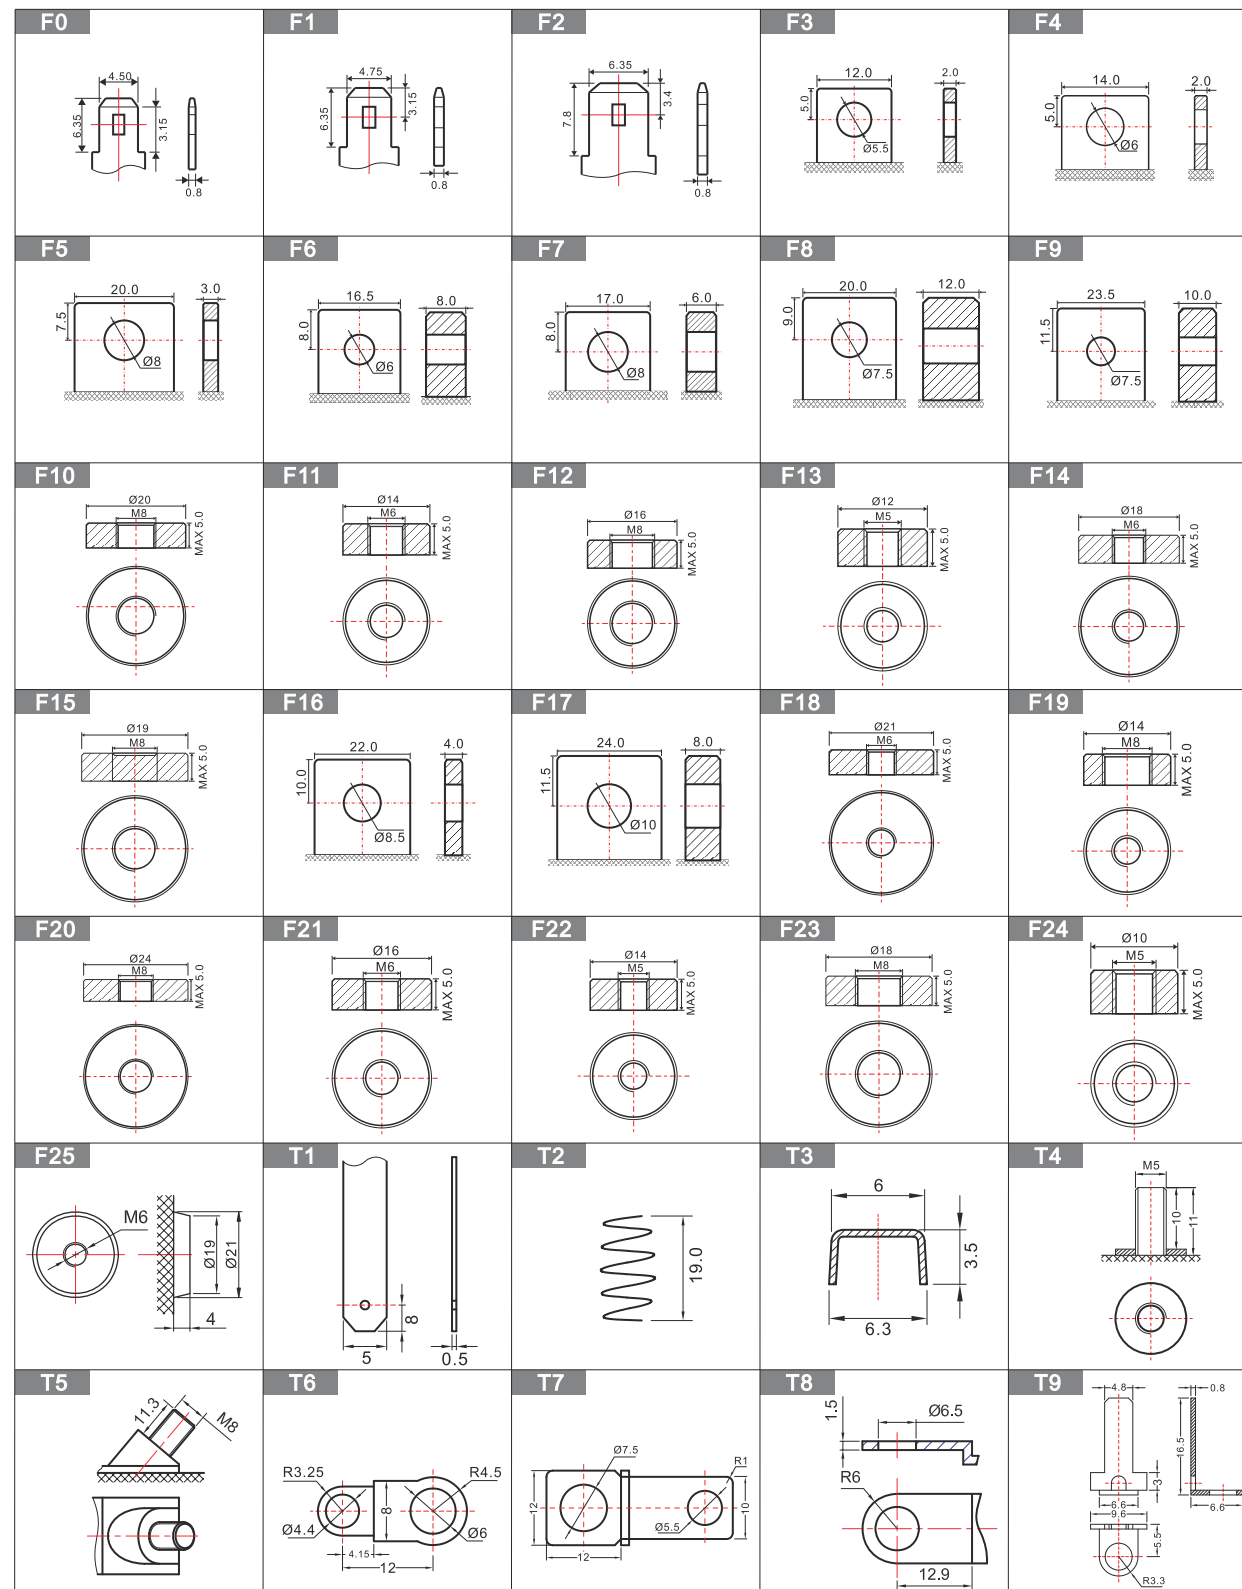 F0
4.50
6.35
3.15
0.8
F1
4.75
6.35
3.15
0.8
F2
6.35
7.8
3.4
0.8
F3
12.0
2.0
5.0
Ø5.5
F4
14.0
2.0
5.0
Ø6
F5
20.0
3.0
7.5
Ø8
F6
16.5
8.0
8.0
Ø6
F7
17.0
6.0
8.0
Ø8
F8
20.0
12.0
9.0
Ø7.5
F9
23.5
10.0
11.5
Ø7.5
F10
Ø20
M8
MAX 5.0
F11
Ø14
M6
MAX 5.0
F12
Ø16
M8
MAX 5.0
F13
Ø12
M5
MAX 5.0
F14
Ø18
M6
MAX 5.0
F15
Ø19
M8
MAX 5.0
F16
22.0
4.0
10.0
Ø8.5
F17
24.0
8.0
11.5
Ø10
F18
Ø21
M6
MAX 5.0
F19
Ø14
M8
MAX 5.0
F20
Ø24
M8
MAX 5.0
F21
Ø16
M6
MAX 5.0
F22
Ø14
M5
MAX 5.0
F23
Ø18
M8
MAX 5.0
F24
Ø10
M5
MAX 5.0
F25
M6
Ø19
Ø21
4
T1
8
5
0.5
T2
19.0
T3
6
3.5
6.3
T4
M5
10
11
T5
11.3
M8
T6
R3.25
R4.5
8
Ø4.4
Ø6
4.15
12
T7
Ø7.5
R1
12
10
Ø5.5
12
T8
1.5
Ø6.5
R6
12.9
T9
4.8
0.8
16.5
3
6.6
9.6
6.6
5.5
R3.3